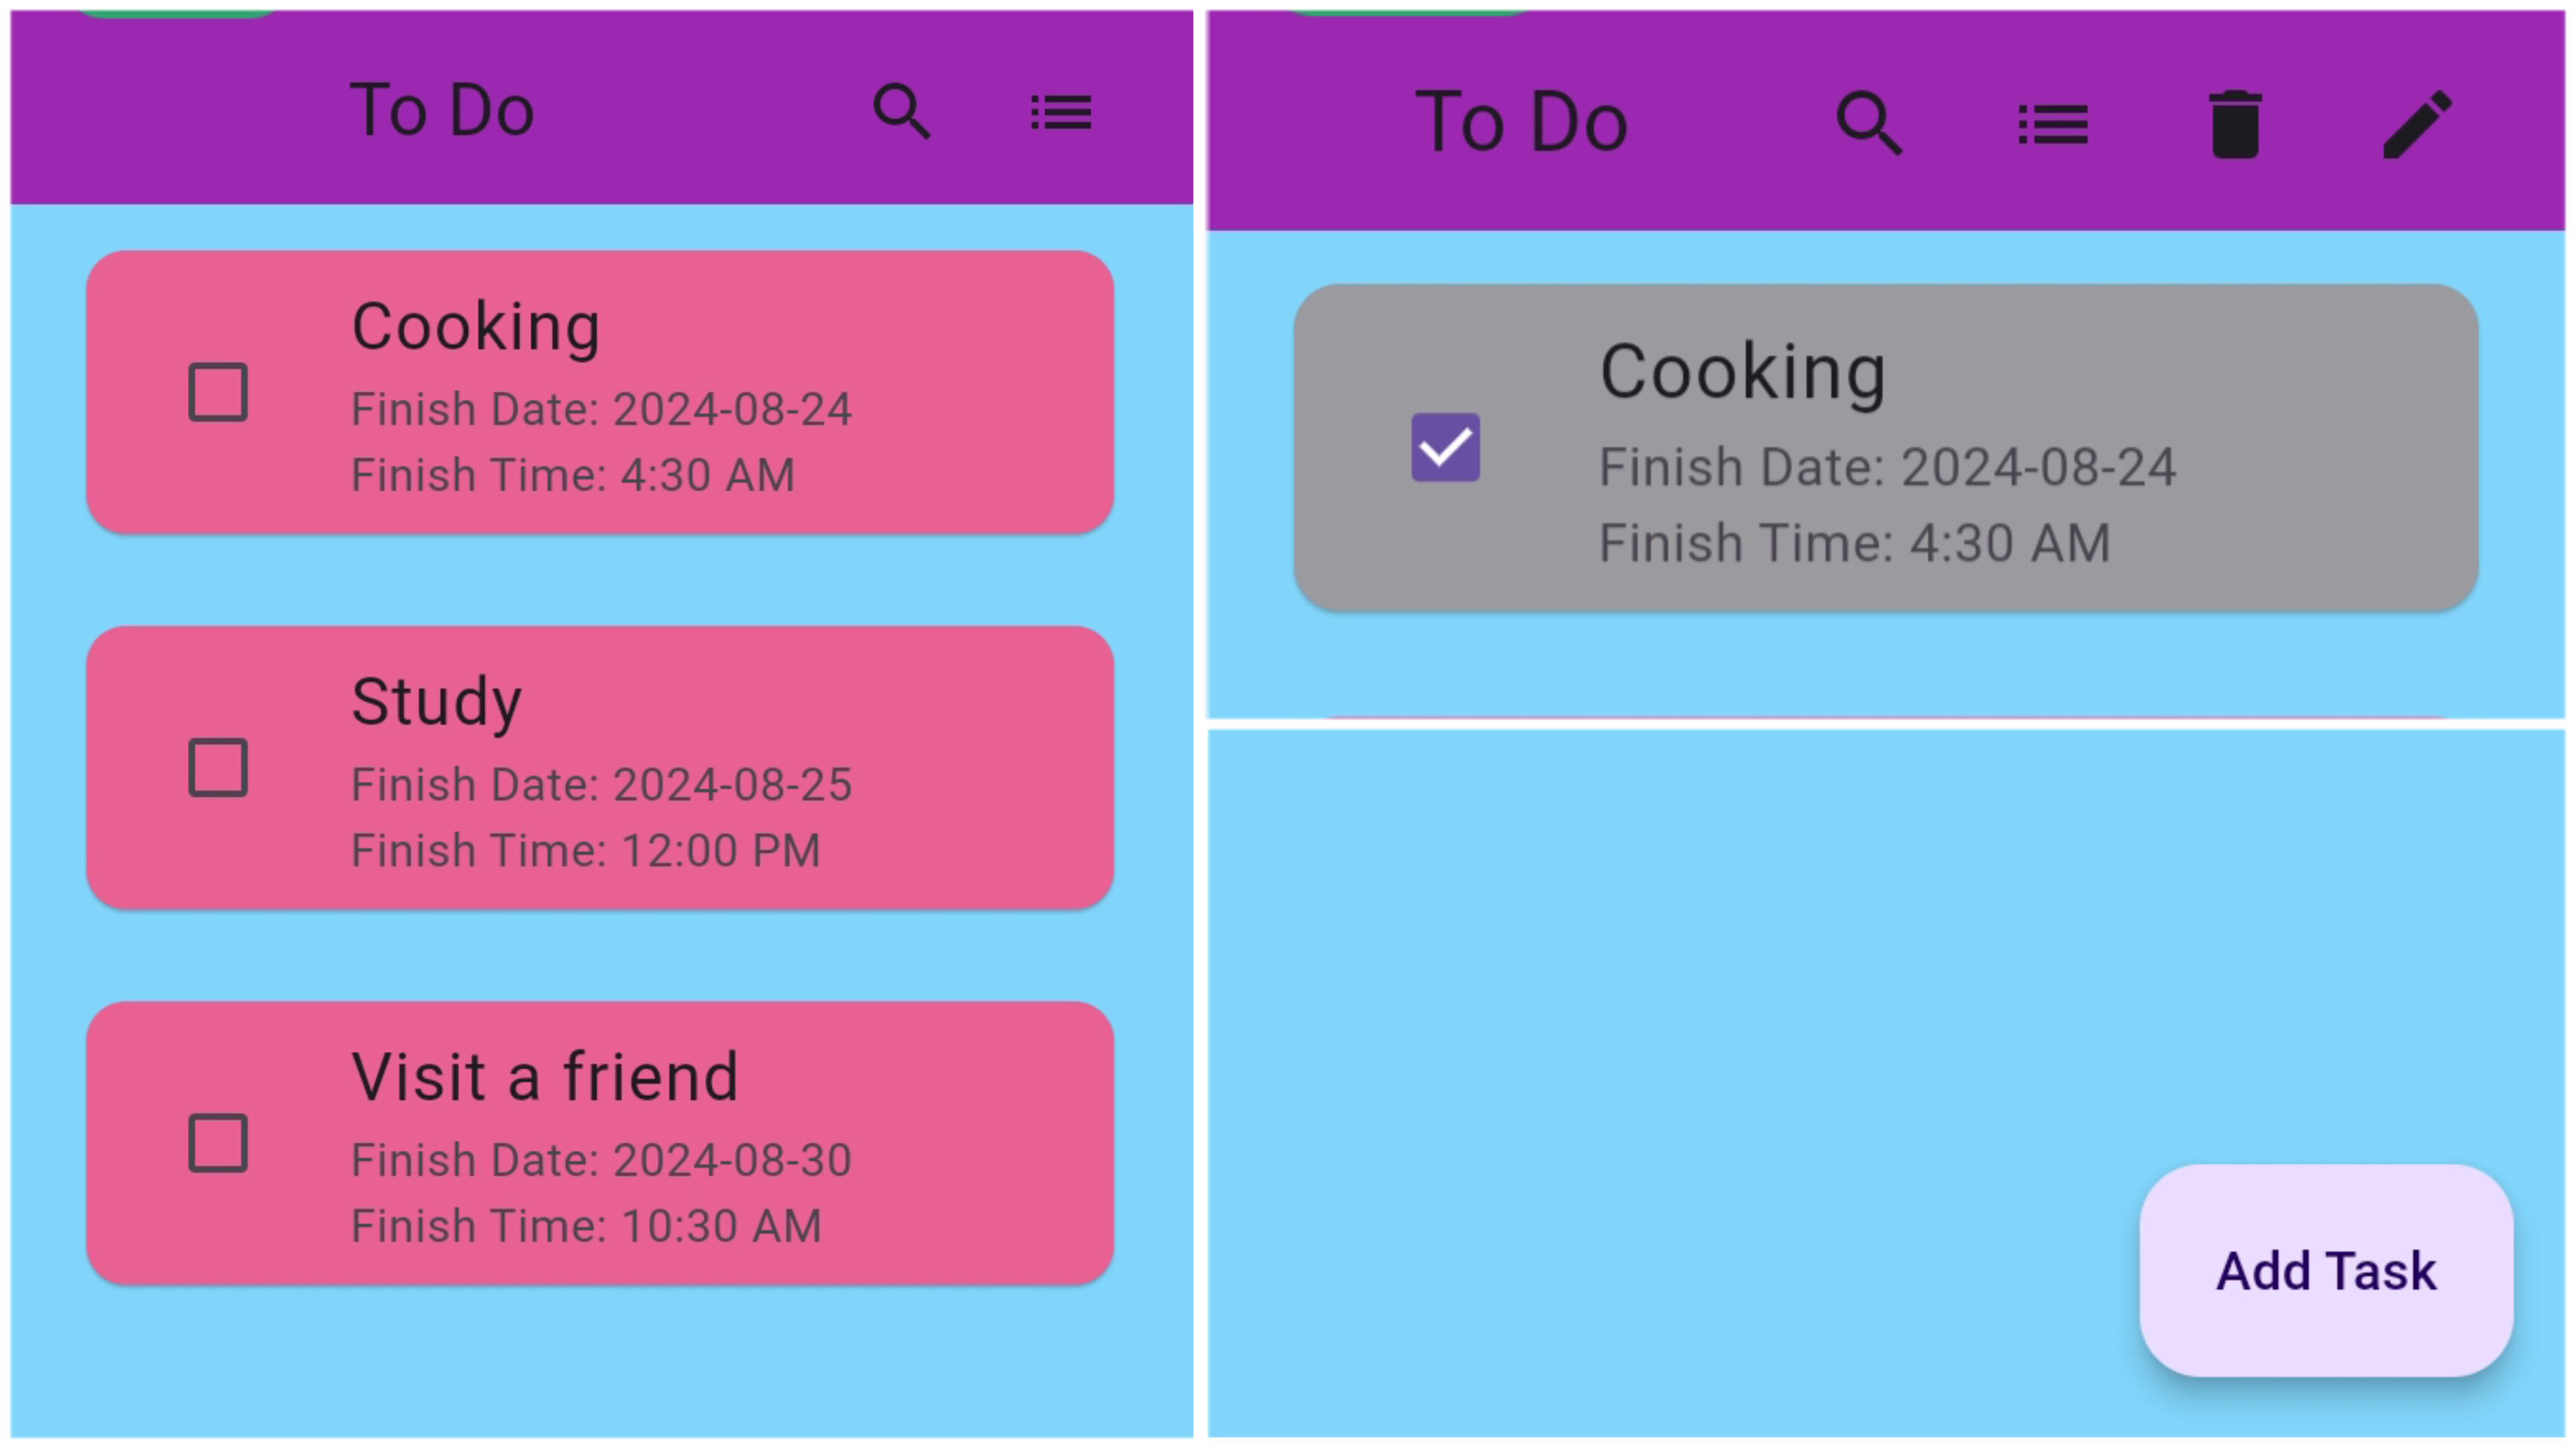 To Do
Cooking
Finish Date: 2024-08-24
Finish Time: 4:30 AM
Study
Finish Date: 2024-08-25
Finish Time: 12:00 PM
Visit a friend
Finish Date: 2024-08-30
Finish Time: 10:30 AM
To Do
Cooking
Finish Date: 2024-08-24
Finish Time: 4:30 AM
Add Task